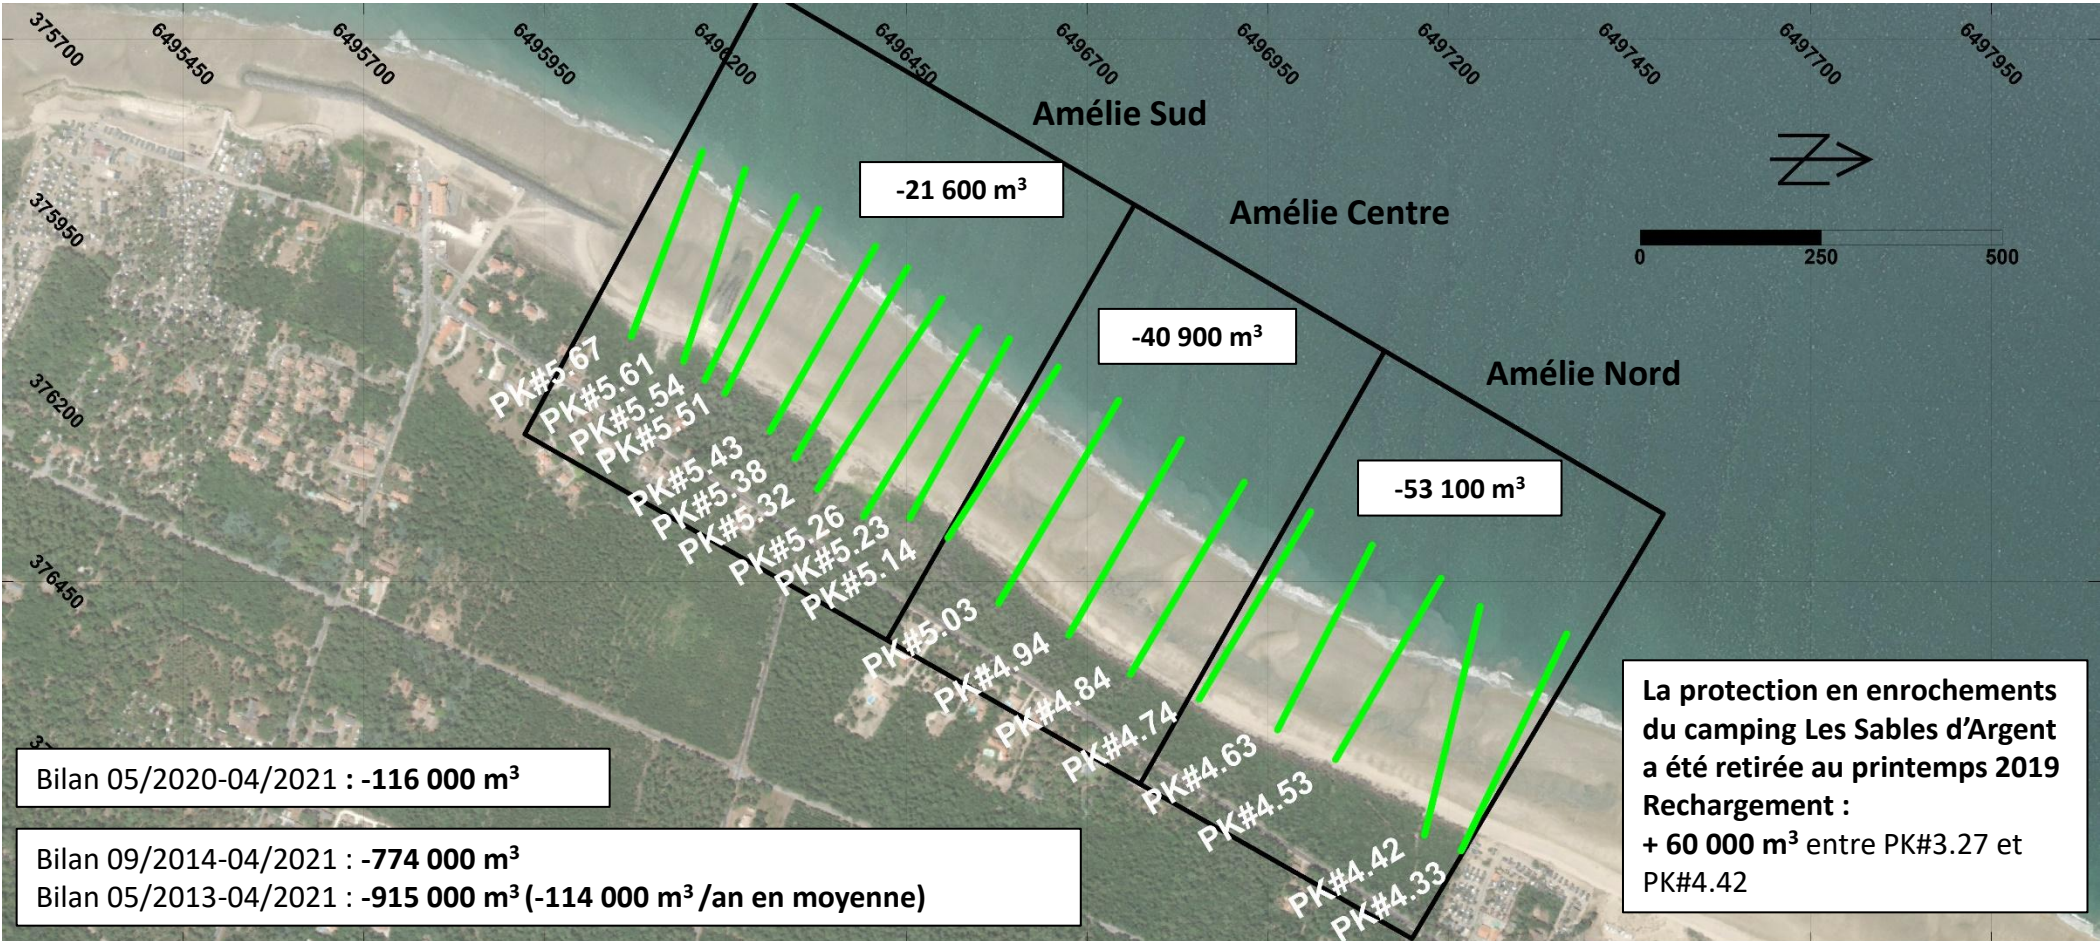 375700
6495450
6495700
6495950
6496200
6496450
6496700
6496950
6497200
6497450
6497700
6497950
Amélie Sud
-21 600 m³
Amélie Centre
-40 900 m³
Amélie Nord
-53 100 m³
Z
0 250 500
375950
376200
376450
PK#5.67
PK#5.61
PK#5.54
PK#5.51
PK#5.43
PK#5.38
PK#5.32
PK#5.26
PK#5.23
PK#5.14
PK#5.03
PK#4.94
PK#4.84
PK#4.74
PK#4.63
PK#4.53
PK#4.42
PK#4.33
Bilan 05/2020-04/2021 : -116 000 m³
Bilan 09/2014-04/2021 : -774 000 m³
Bilan 05/2013-04/2021 : -915 000 m³ (-114 000 m³ /an en moyenne)
La protection en enrochements
du camping Les Sables d’Argent
a été retirée au printemps 2019
Rechargement :
+ 60 000 m³ entre PK#3.27 et
PK#4.42